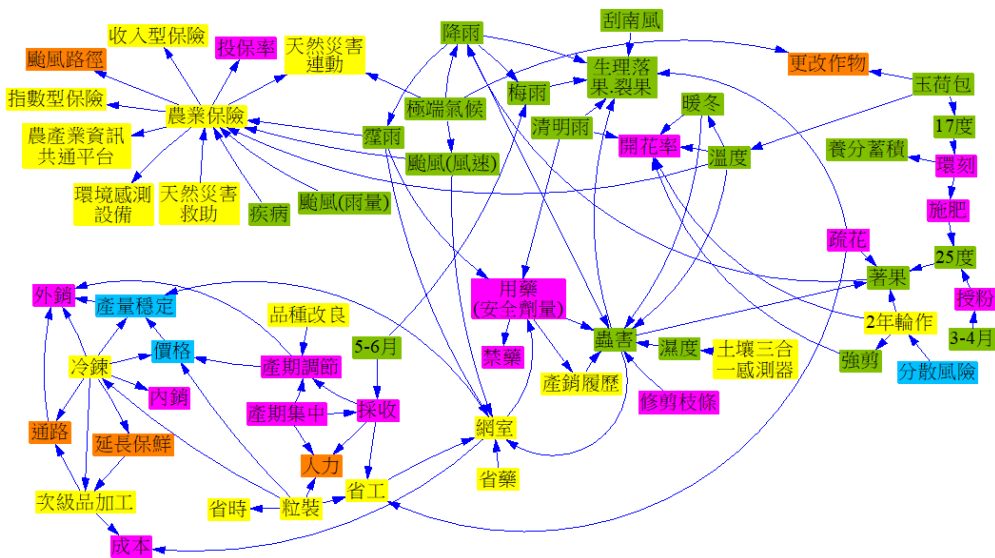 收入型保險
颱風路徑
投保率
天然災害
連動
指數型保險
農業保險
農產業資訊
共通平台
環境感測
設備
天然災害
救助
疾病
颱風(雨量)
降雨
刮南風
生理落
果.裂果
更改作物
梅雨
極端氣候
玉荷包
暖冬
清明雨
霪雨
17度
開花率
溫度
養分蓄積
環刻
颱風(風速)
施肥
疏花
25度
著果
授粉
3-4月
2年輪作
強剪
分散風險
用藥
(安全劑量)
禁藥
蟲害
濕度
土壤三合
一感測器
產銷履歷
修剪枝條
外銷
產量穩定
品種改良
5-6月
價格
冷鍊
產期調節
內銷
產期集中
採收
通路
延長保鮮
網室
人力
省工
省藥
次級品加工
省時
粒裝
成本